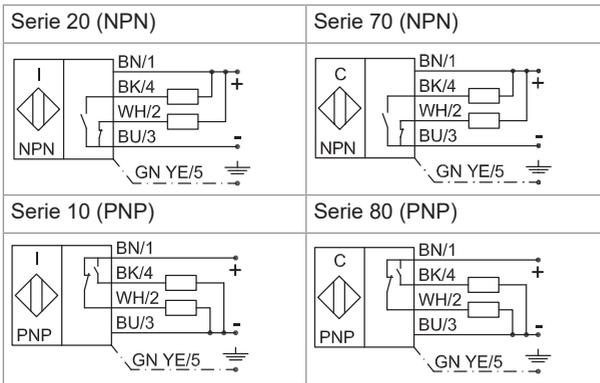 Serie 20 (NPN)
I
NPN
BN/1
BK/4
WH/2
BU/3
+
-
GN YE/5
Serie 70 (NPN)
C
NPN
BN/1
BK/4
WH/2
BU/3
+
-
GN YE/5
Serie 10 (PNP)
I
PNP
BN/1
BK/4
WH/2
BU/3
+
-
GN YE/5
Serie 80 (PNP)
C
PNP
BN/1
BK/4
WH/2
BU/3
+
-
GN YE/5